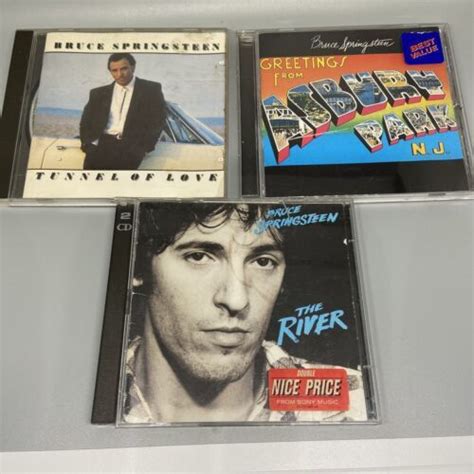 BRUCE SPRINGSTEEN
TUNNEL OF LOVE
Bruce Springsteen
BEST
VALUE
GREETINGS
FROM
ASBURY
PARK
N.J.
2
CD
BRUCE
SPRINGSTEEN
THE
RIVER
DOUBLE
NICE PRICE
FROM SONY MUSIC